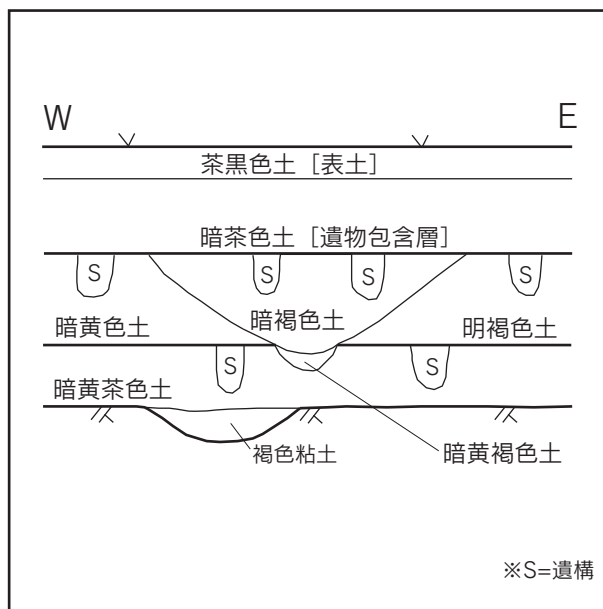 W E
茶黒色土［表土］
暗茶色土［遺物包含層］
S S S S
暗黄色土 暗褐色土 明褐色土
S S
暗黄茶色土
褐色粘土 暗黄褐色土
※S=遺構